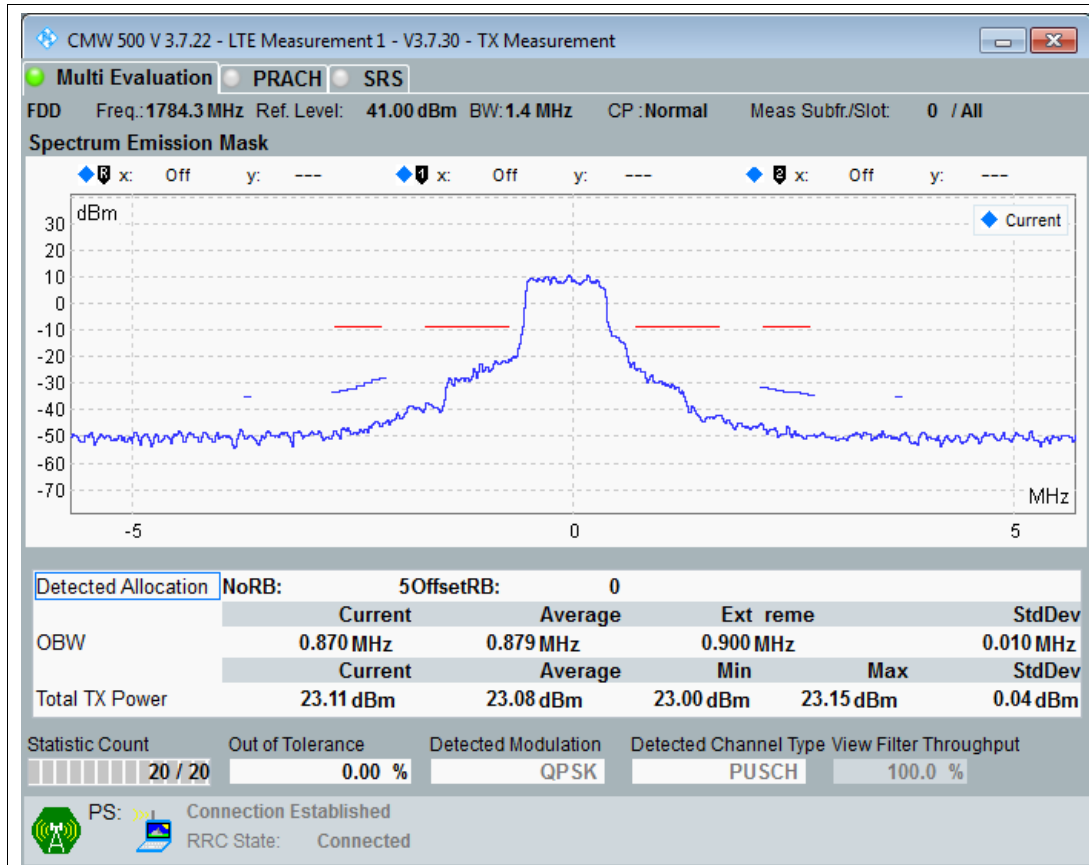 CMW 500 V 3.7.22 - LTE Measurement 1 - V3.7.30 - TX Measurement
Multi Evaluation PRACH SRS
FDD Freq.: 1784.3 MHz Ref. Level: 41.00 dBm BW: 1.4 MHz CP : Normal Meas Subfr./Slot: 0 / All
Spectrum Emission Mask
R x: Off y: --- 1 x: Off y: --- 2 x: Off y: ---
dBm
Current
30
20
10
0
-10
-20
-30
-40
-50
-60
-70
MHz
-5 0 5
Detected Allocation NoRB: 5 OffsetRB: 0
Current Average Ext reme StdDev
OBW 0.870 MHz 0.879 MHz 0.900 MHz 0.010 MHz
Current Average Min Max StdDev
Total TX Power 23.11 dBm 23.08 dBm 23.00 dBm 23.15 dBm 0.04 dBm
Statistic Count Out of Tolerance Detected Modulation Detected Channel Type View Filter Throughput
20 / 20 0.00 % QPSK PUSCH 100.0 %
PS: Connection Established
RRC State: Connected